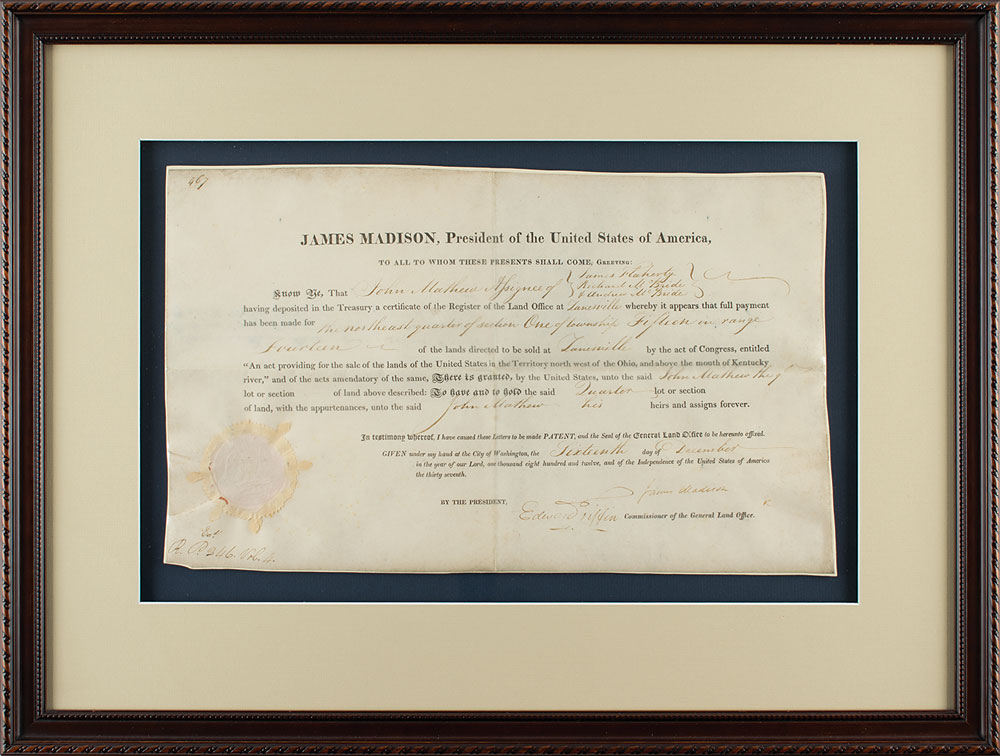 467
JAMES MADISON, President of the United States of America,
TO ALL TO WHOM THESE PRESENTS SHALL COME, GREETING:
Know Ye, That John Mathew Assignee of James Flaherty
Richard McBride
& Andrew McBride
having deposited in the Treasury a certificate of the Register of the Land Office at Zanesville whereby it appears that full payment
has been made for the northeast quarter of section One of township Fifteen in range
Fourteen of the lands directed to be sold at Zanesville by the act of Congress, entitled
“An act providing for the sale of the lands of the United States in the Territory north west of the Ohio, and above the mouth of Kentucky
river,” and of the acts amendatory of the same, There is granted, by the United States, unto the said John Mathew the qr
lot or section of land above described: To have and to hold the said Quarter lot or section
of land, with the appurtenances, unto the said John Mathew his heirs and assigns forever.
In testimony whereof, I have caused these Letters to be made PATENT, and the Seal of the General Land Office to be hereunto affixed.
GIVEN under my hand at the City of Washington, the Sixteenth day of December
in the year of our Lord, one thousand eight hundred and twelve, and of the Independence of the United States of America
the thirty seventh.
James Madison
BY THE PRESIDENT,
Edward Tiffin Commissioner of the General Land Office.
R. 246. Vol. 4.